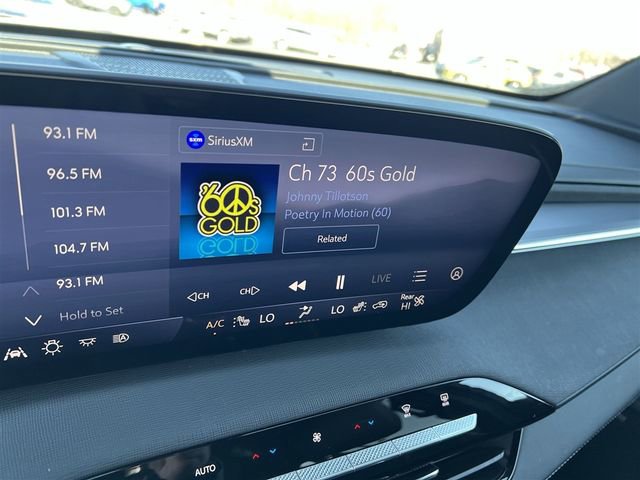 93.1 FM
96.5 FM
101.3 FM
104.7 FM
93.1 FM
Hold to Set
sxm SiriusXM
'60s
GOLD
Ch 73 60s Gold
Johnny Tillotson
Poetry In Motion (60)
Related
CH
CH
LIVE
A/C
LO
LO
Rear
HI
A
AUTO